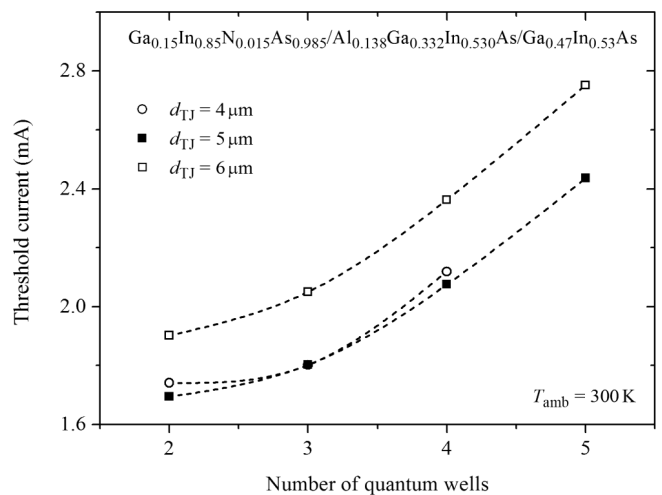 Ga0.15In0.85N0.015As0.985/Al0.138Ga0.332In0.530As/Ga0.47In0.53As
2.8
dTJ = 4 μm
dTJ = 5 μm
dTJ = 6 μm
2.4
Threshold current (mA)
2.0
Tamb = 300 K
1.6
2 3 4 5
Number of quantum wells